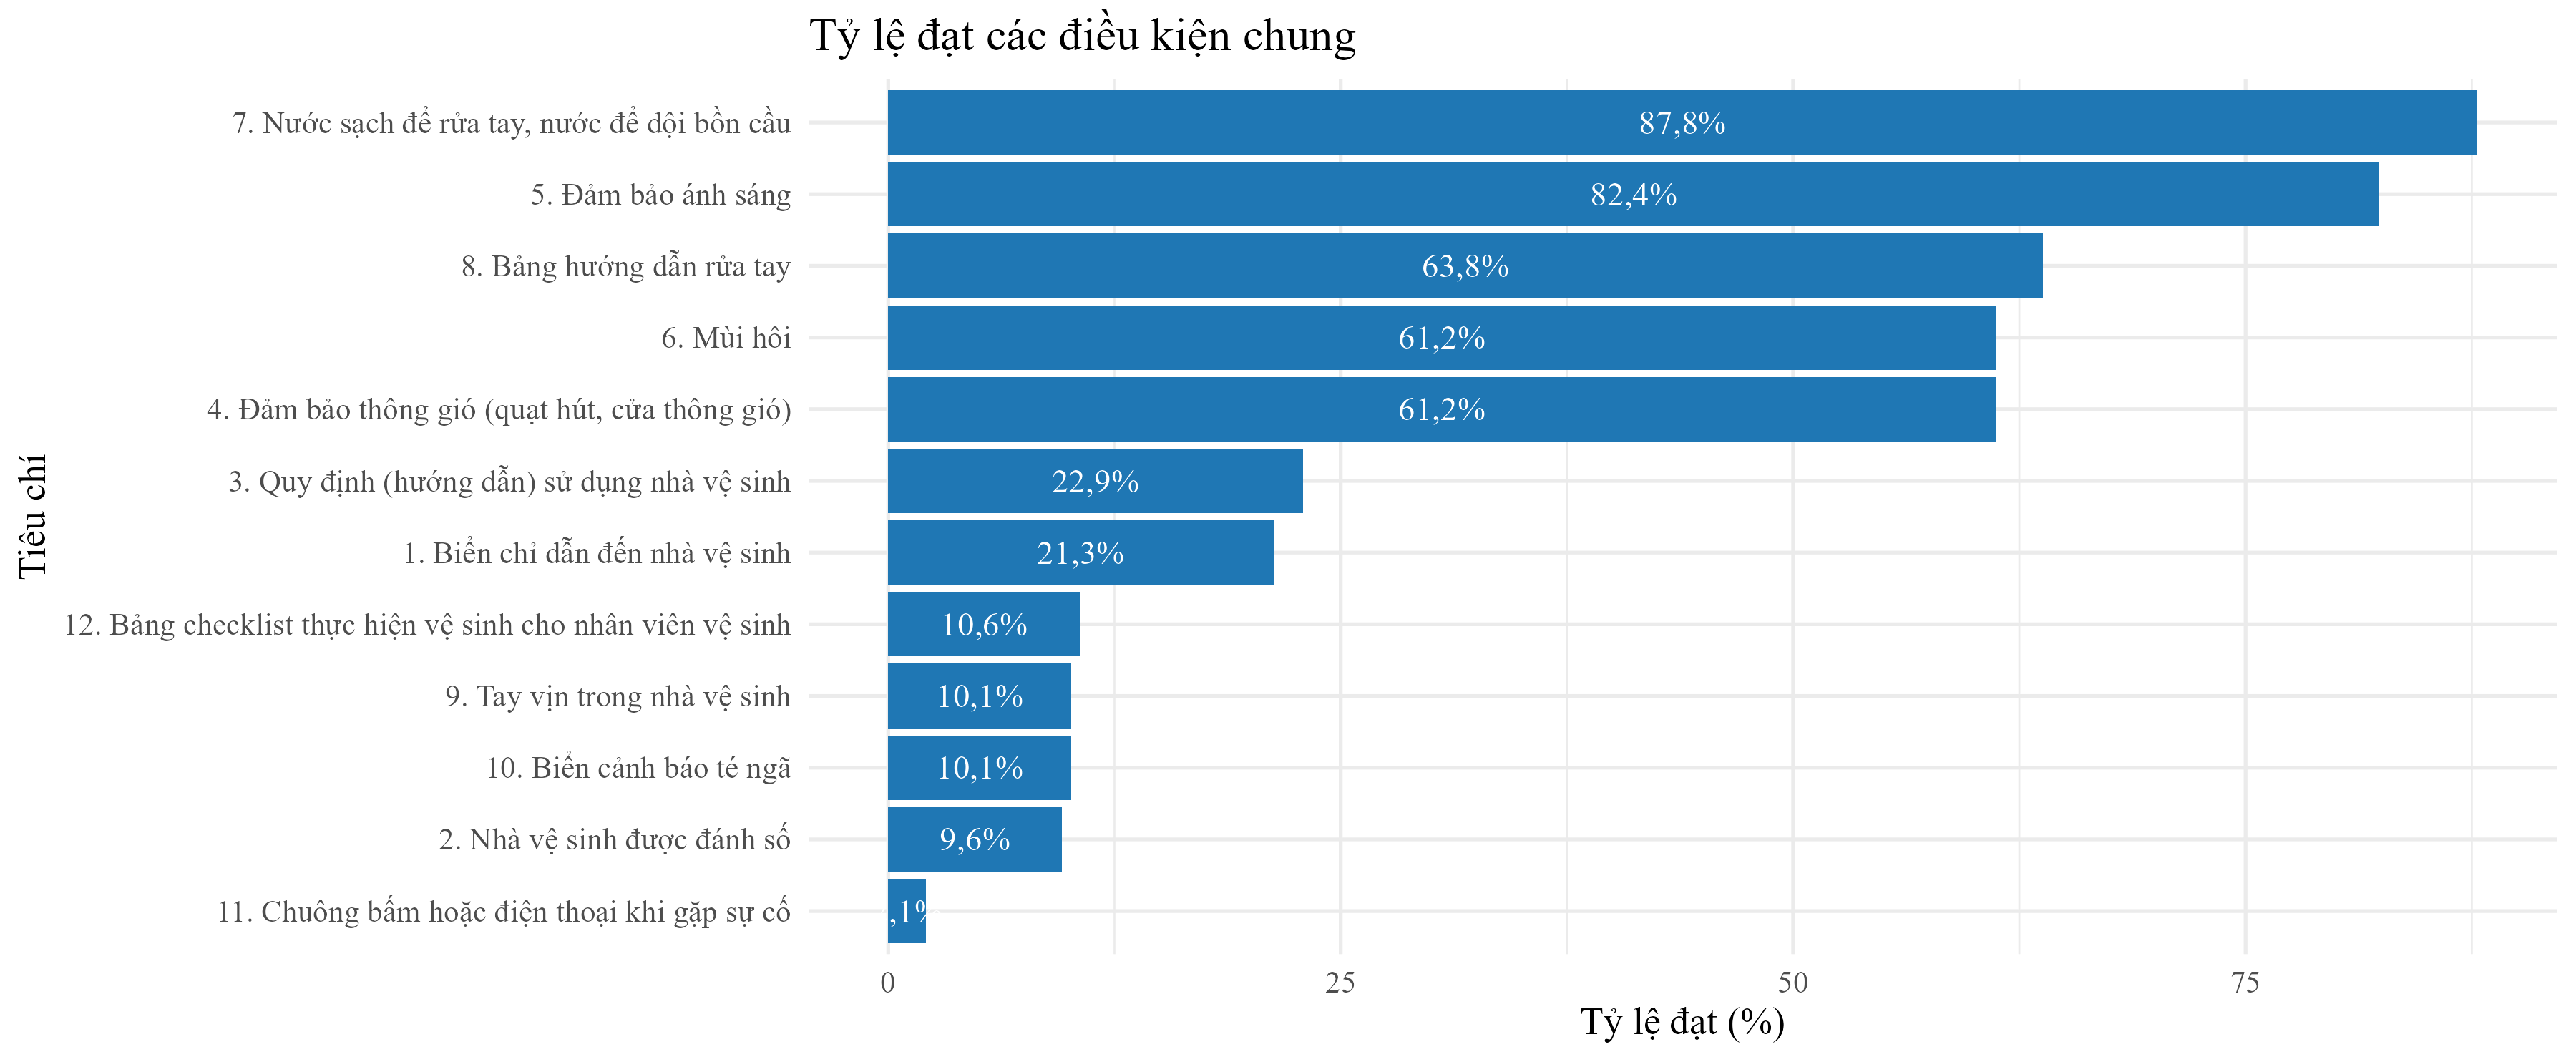 Tỷ lệ đạt các điều kiện chung
Tiêu chí
7. Nước sạch để rửa tay, nước để dội bồn cầu
87,8%
5. Đảm bảo ánh sáng
82,4%
8. Bảng hướng dẫn rửa tay
63,8%
6. Mùi hôi
61,2%
4. Đảm bảo thông gió (quạt hút, cửa thông gió)
61,2%
3. Quy định (hướng dẫn) sử dụng nhà vệ sinh
22,9%
1. Biển chỉ dẫn đến nhà vệ sinh
21,3%
12. Bảng checklist thực hiện vệ sinh cho nhân viên vệ sinh
10,6%
9. Tay vịn trong nhà vệ sinh
10,1%
10. Biển cảnh báo té ngã
10,1%
2. Nhà vệ sinh được đánh số
9,6%
11. Chuông bấm hoặc điện thoại khi gặp sự cố
0 25 50 75
Tỷ lệ đạt (%)